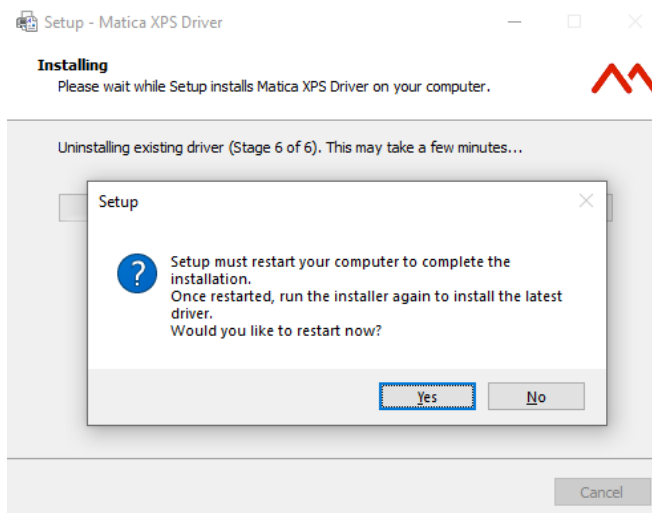 Setup - Matica XPS Driver
Installing
Please wait while Setup installs Matica XPS Driver on your computer.
Uninstalling existing driver (Stage 6 of 6). This may take a few minutes...
Setup
Setup must restart your computer to complete the
installation.
Once restarted, run the installer again to install the latest
driver.
Would you like to restart now?
Yes
No
Cancel